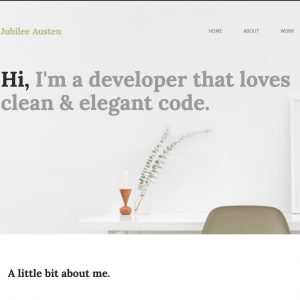 Jubilee Austen
HOME ABOUT WORK
Hi, I'm a developer that loves
clean & elegant code.
A little bit about me.